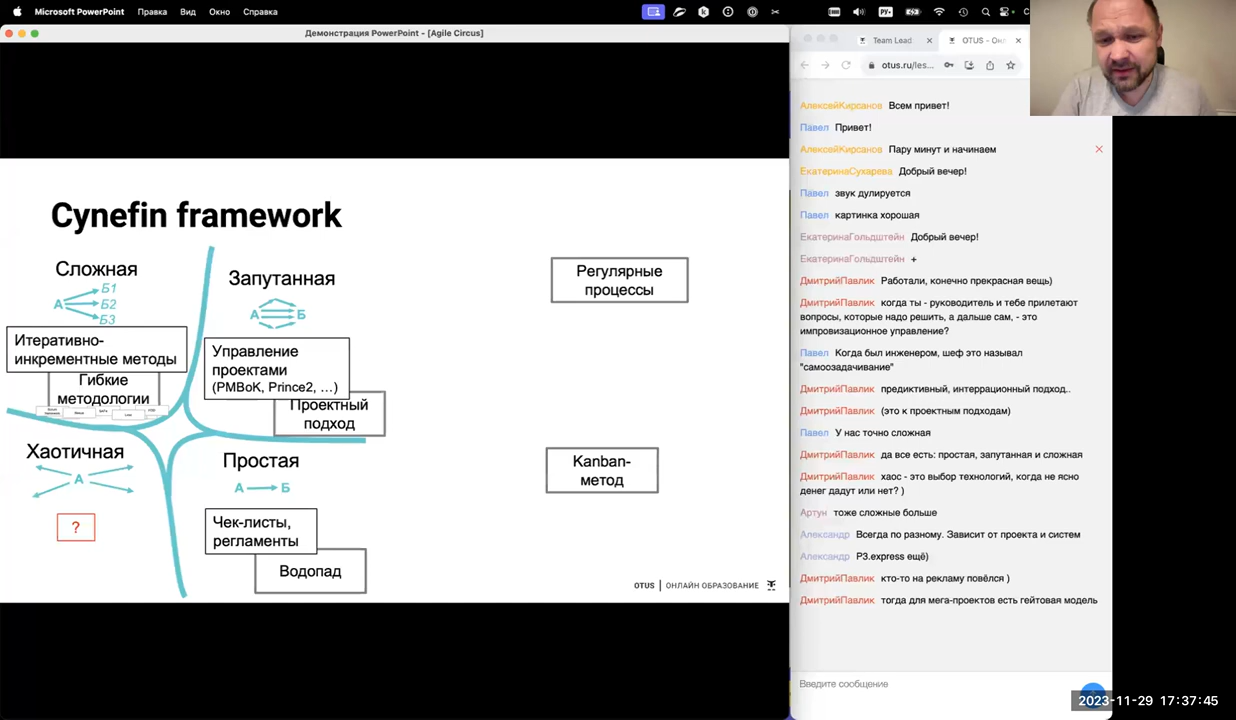 Microsoft PowerPoint Правка Вид Окно Справка
РУ
Демонстрация PowerPoint - [Agile Circus]
Team Lead
OTUS - Онл
otus.ru/les...
Cynefin framework
Сложная
А
Б1
Б2
Б3
Итеративно-
инкрементные методы
Гибкие
методологии
Запутанная
А Б
Управление
проектами
(PMBoK, Prince2, ...)
Проектный
подход
Хаотичная
А
?
Простая
А Б
Чек-листы,
регламенты
Водопад
Регулярные
процессы
Kanban-
метод
OTUS | ОНЛАЙН ОБРАЗОВАНИЕ
АлексейКирсанов Всем привет!
Павел Привет!
АлексейКирсанов Пару минут и начинаем
ЕкатеринаСухарева Добрый вечер!
Павел звук дулируется
Павел картинка хорошая
ЕкатеринаГольдштейн Добрый вечер!
ЕкатеринаГольдштейн +
ДмитрийПавлик Работали, конечно прекрасная вещь)
ДмитрийПавлик когда ты - руководитель и тебе прилетают
вопросы, которые надо решить, а дальше сам, - это
импровизационное управление?
Павел Когда был инженером, шеф это называл
"самоозадачивание"
ДмитрийПавлик предиктивный, интеррационный подход..
ДмитрийПавлик (это к проектным подходам)
Павел У нас точно сложная
ДмитрийПавлик да все есть: простая, запутанная и сложная
ДмитрийПавлик хаос - это выбор технологий, когда не ясно
денег дадут или нет? )
Артун тоже сложные больше
Александр Всегда по разному. Зависит от проекта и систем
Александр P3.express ещё)
ДмитрийПавлик кто-то на рекламу повёлся )
ДмитрийПавлик тогда для мега-проектов есть гейтовая модель
Введите сообщение
2023-11-29 17:37:45